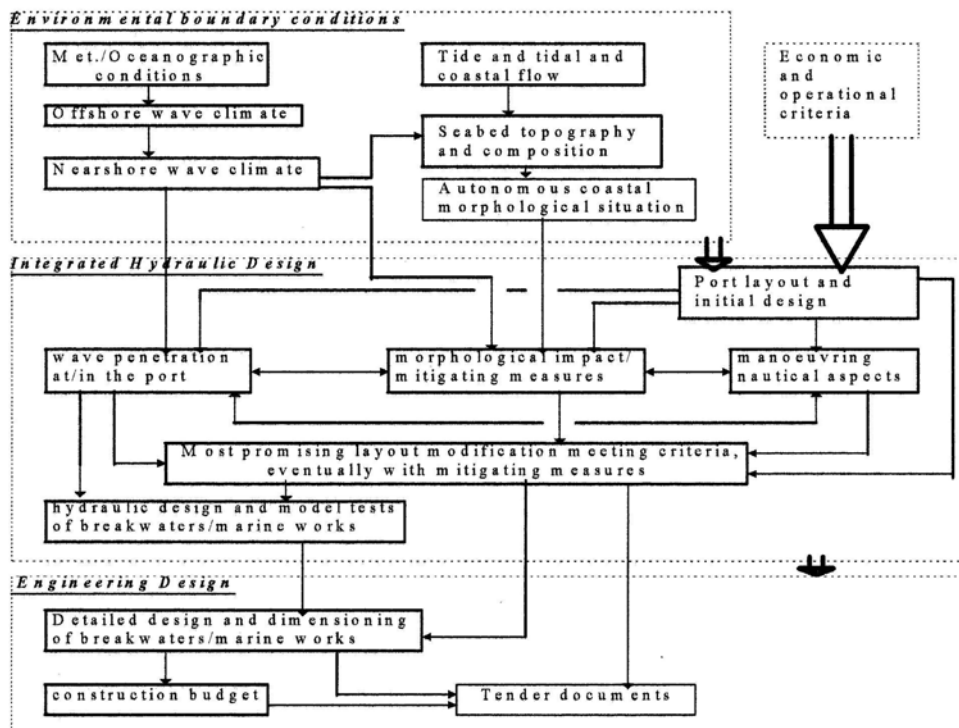 Environmental boundary conditions
Met./Oceanographic
conditions
Offshore wave climate
Nearshore wave climate
Tide and tidal and
coastal flow
Seabed topography
and composition
Autonomous coastal
morphological situation
Economic
and
operational
criteria
Integrated Hydraulic Design
Port layout and
initial design
wave penetration
at/in the port
morphological impact/
mitigating measures
manoeuvring
nautical aspects
Most promising layout modification meeting criteria,
eventually with mitigating measures
hydraulic design and model tests
of breakwaters/marine works
Engineering Design
Detailed design and dimensioning
of breakwaters/marine works
construction budget
Tender documents